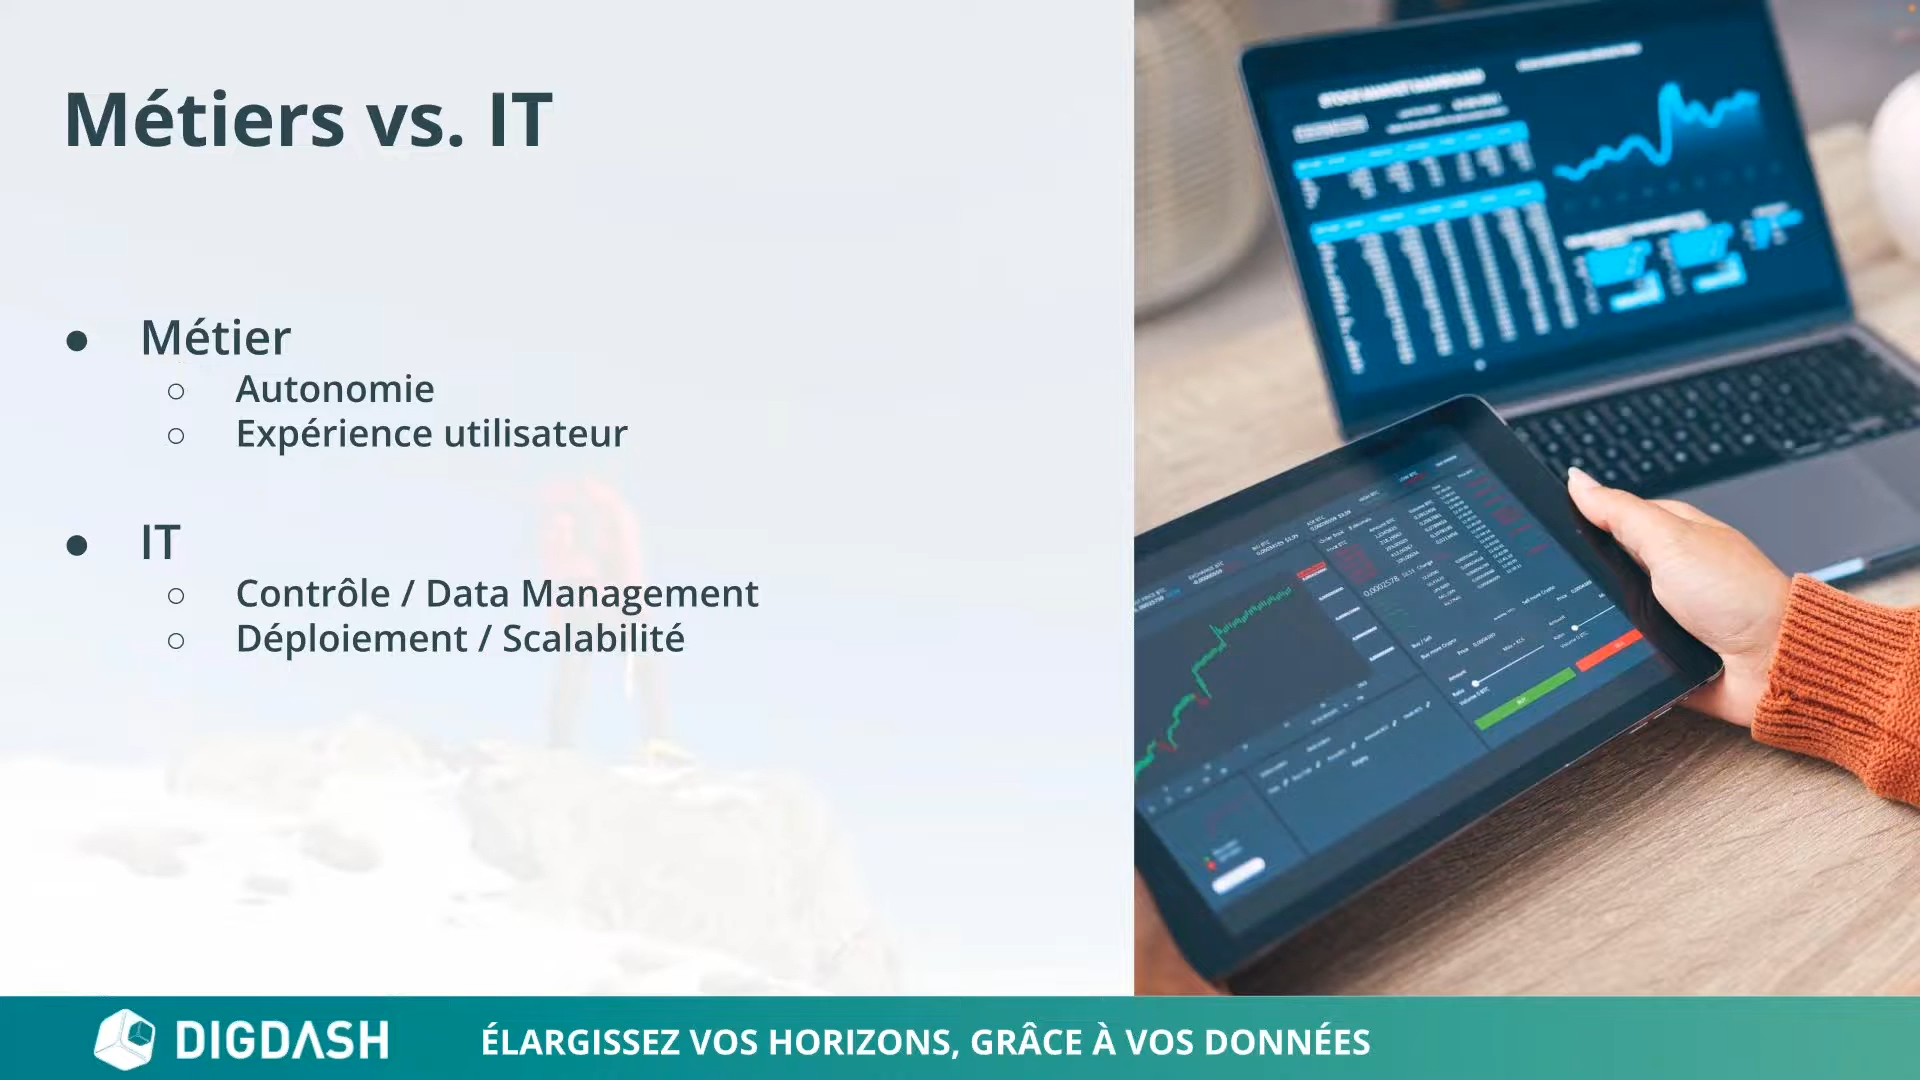 Métiers vs. IT
● Métier
○ Autonomie
○ Expérience utilisateur
● IT
○ Contrôle / Data Management
○ Déploiement / Scalabilité
DIGDASH
ÉLARGISSEZ VOS HORIZONS, GRÂCE À VOS DONNÉES